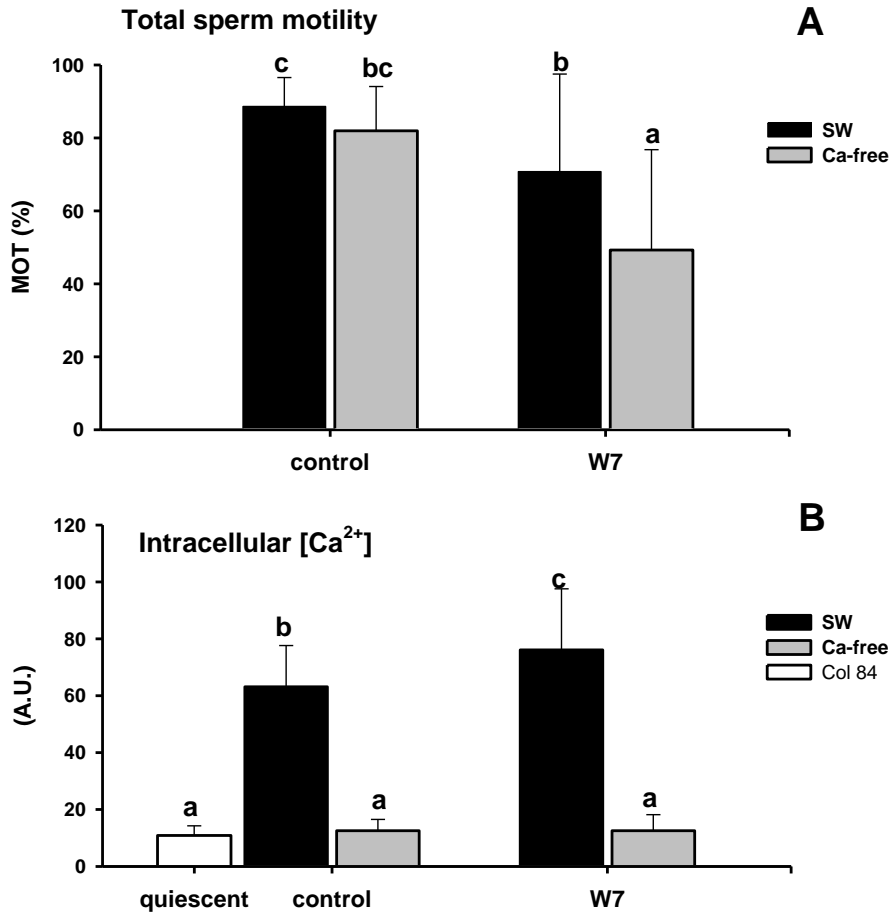 Total sperm motility
A
100
80
60
40
20
0
MOT (%)
c
bc
b
a
SW
Ca-free
control
W7
B
Intracellular [Ca²⁺]
120
100
80
60
40
20
0
(A.U.)
a
b
a
c
a
SW
Ca-free
Col 84
quiescent
control
W7